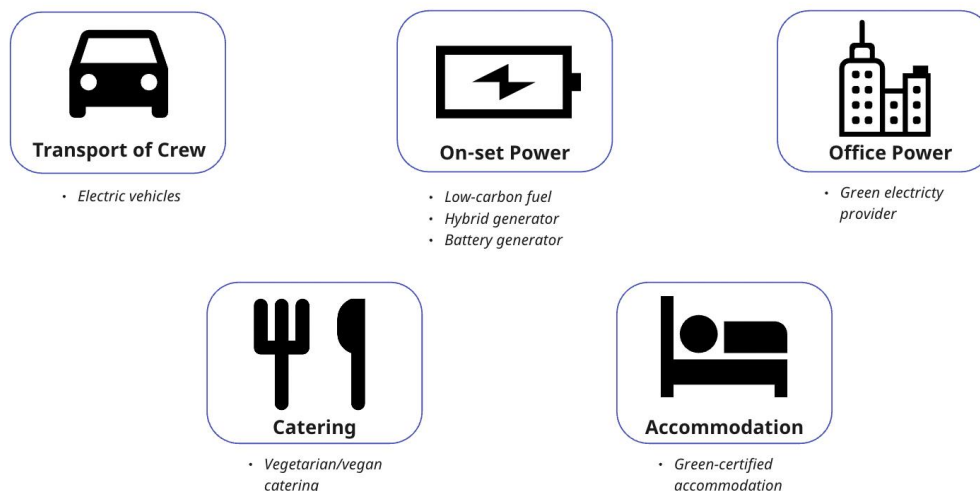 Transport of Crew
• Electric vehicles
On-set Power
• Low-carbon fuel
• Hybrid generator
• Battery generator
Office Power
• Green electricty
provider
Catering
• Vegetarian/vegan
catering
Accommodation
• Green-certified
accommodation